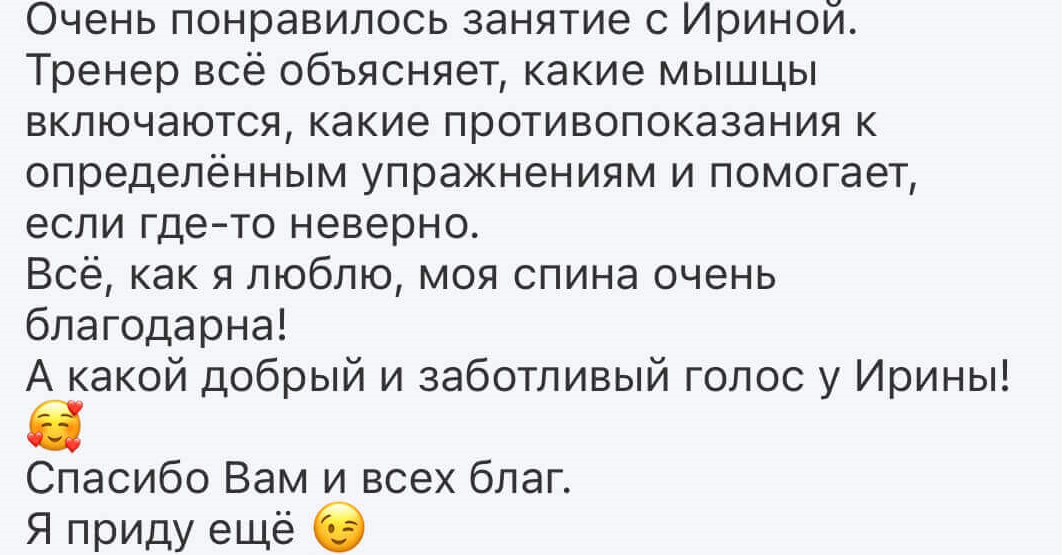 Очень понравилось занятие с Ириной.
Тренер всё объясняет, какие мышцы
включаются, какие противопоказания к
определённым упражнениям и помогает,
если где-то неверно.
Всё, как я люблю, моя спина очень
благодарна!
А какой добрый и заботливый голос у Ирины!
🥰
Спасибо Вам и всех благ.
Я приду ещё 😉